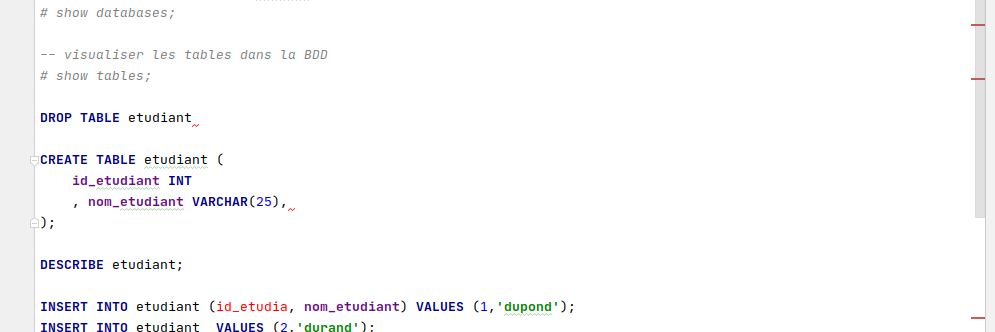 # show databases;
-- visualiser les tables dans la BDD
# show tables;
DROP TABLE etudiant
CREATE TABLE etudiant (
id_etudiant INT
, nom_etudiant VARCHAR(25),
);
DESCRIBE etudiant;
INSERT INTO etudiant (id_etudia, nom_etudiant) VALUES (1,'dupond');
INSERT INTO etudiant  VALUES (2,'durand');